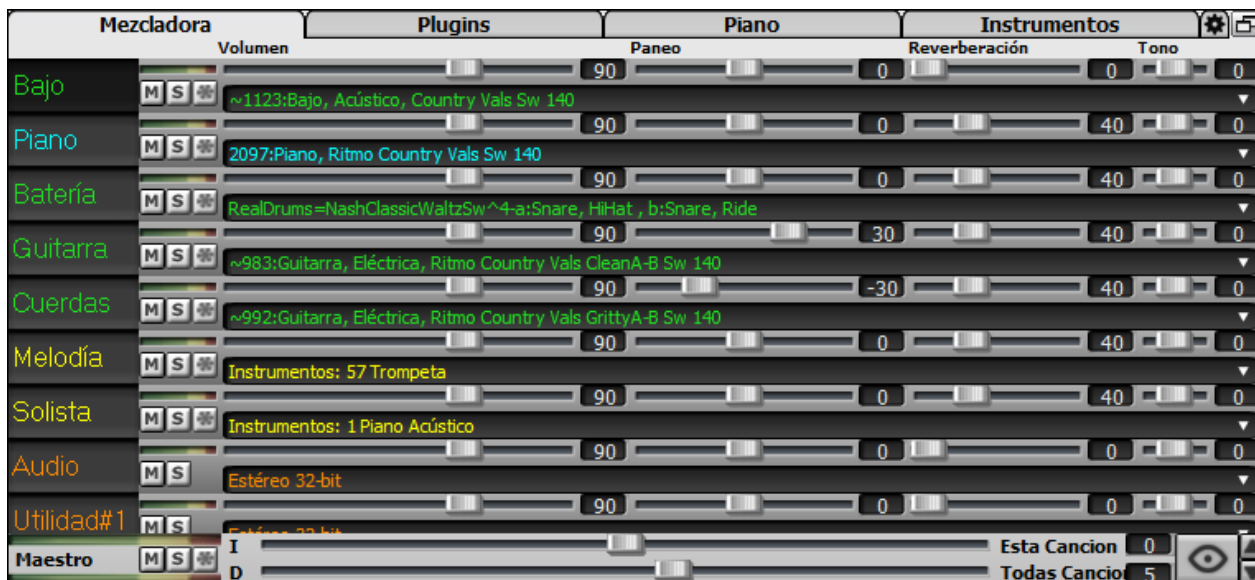 Mezcladora Plugins Piano Instrumentos
Volumen Paneo Reverberación Tono
Bajo 90 0 0 0
M S ~1123:Bajo, Acústico, Country Vals Sw 140
Piano 90 0 40 0
M S 2097:Piano, Ritmo Country Vals Sw 140
Batería 90 0 40 0
M S RealDrums=NashClassicWaltzSw^4-a:Snare, HiHat , b:Snare, Ride
Guitarra 90 30 40 0
M S ~983:Guitarra, Eléctrica, Ritmo Country Vals CleanA-B Sw 140
Cuerdas 90 -30 40 0
M S ~992:Guitarra, Eléctrica, Ritmo Country Vals GrittyA-B Sw 140
Melodía 90 0 40 0
M S Instrumentos: 57 Trompeta
Solista 90 0 40 0
M S Instrumentos: 1 Piano Acústico
Audio 90 0 0 0
M S Estéreo 32-bit
Utilidad#1 90 0 0 0
M S Estéreo 32-bit
Maestro M S I Esta Cancion 0
D Todas Cancio 5